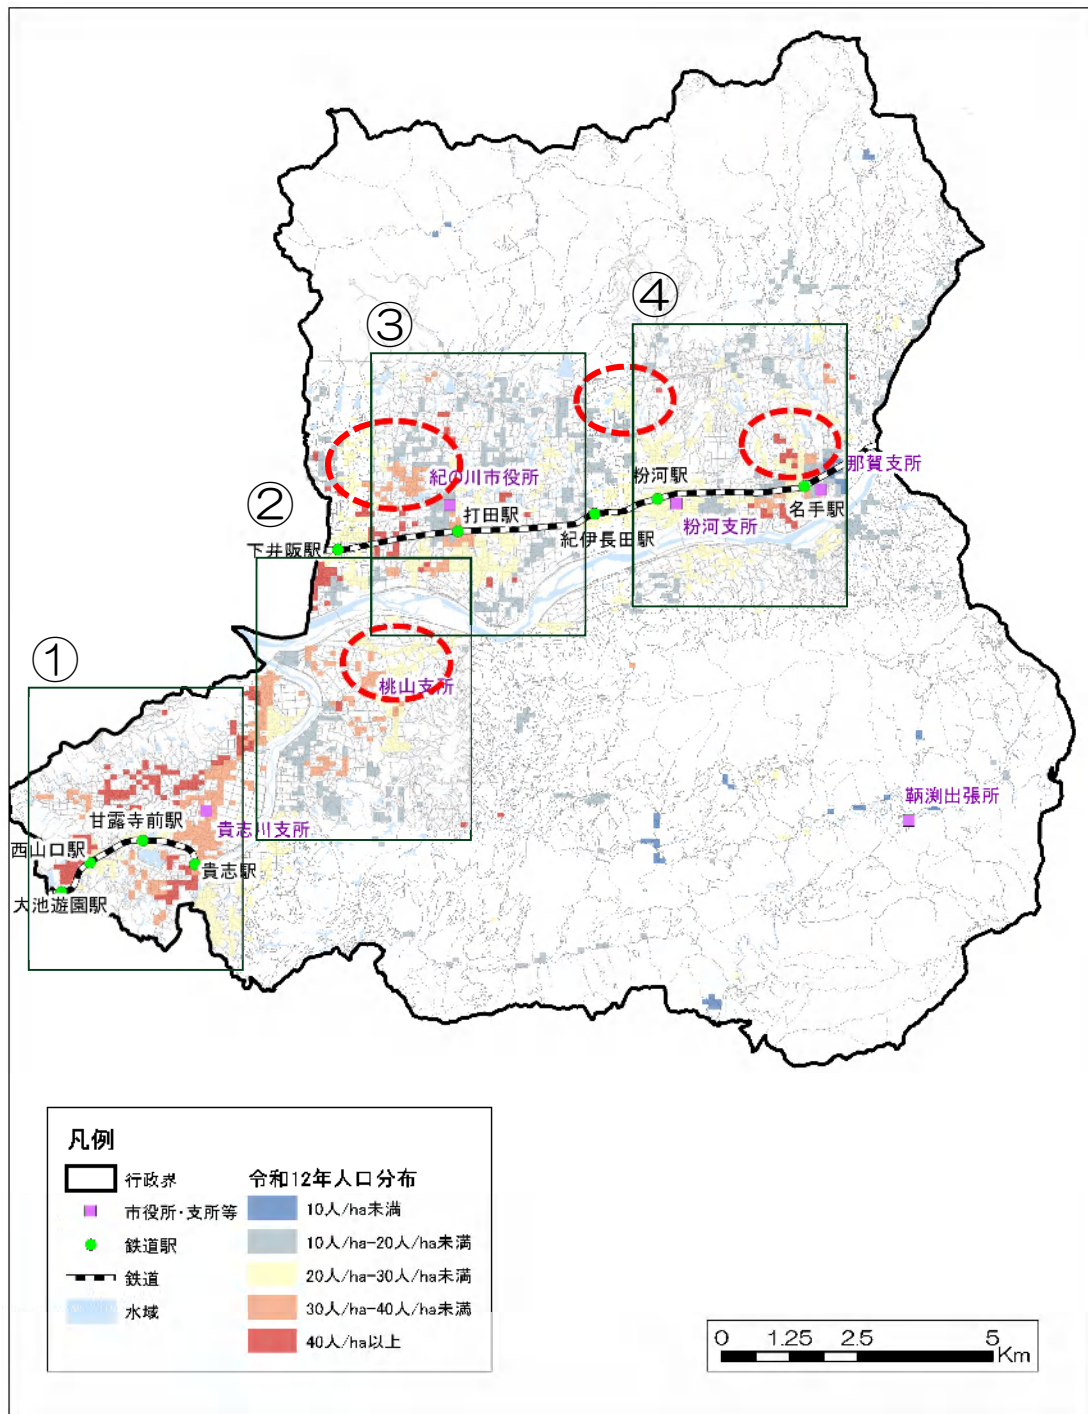 ④
③
粉河駅
那賀支所
紀の川市役所
②
打田駅
名手駅
粉河支所
紀伊長田駅
下井阪駅
①
桃山支所
鞆渕出張所
甘露寺前駅
貴志川支所
西山口駅
貴志駅
大池遊園駅
凡例
行政界
市役所・支所等
鉄道駅
鉄道
水域
令和12年人口分布
10人/ha未満
10人/ha-20人/ha未満
20人/ha-30人/ha未満
30人/ha-40人/ha未満
40人/ha以上
0 1.25 2.5 5
Km